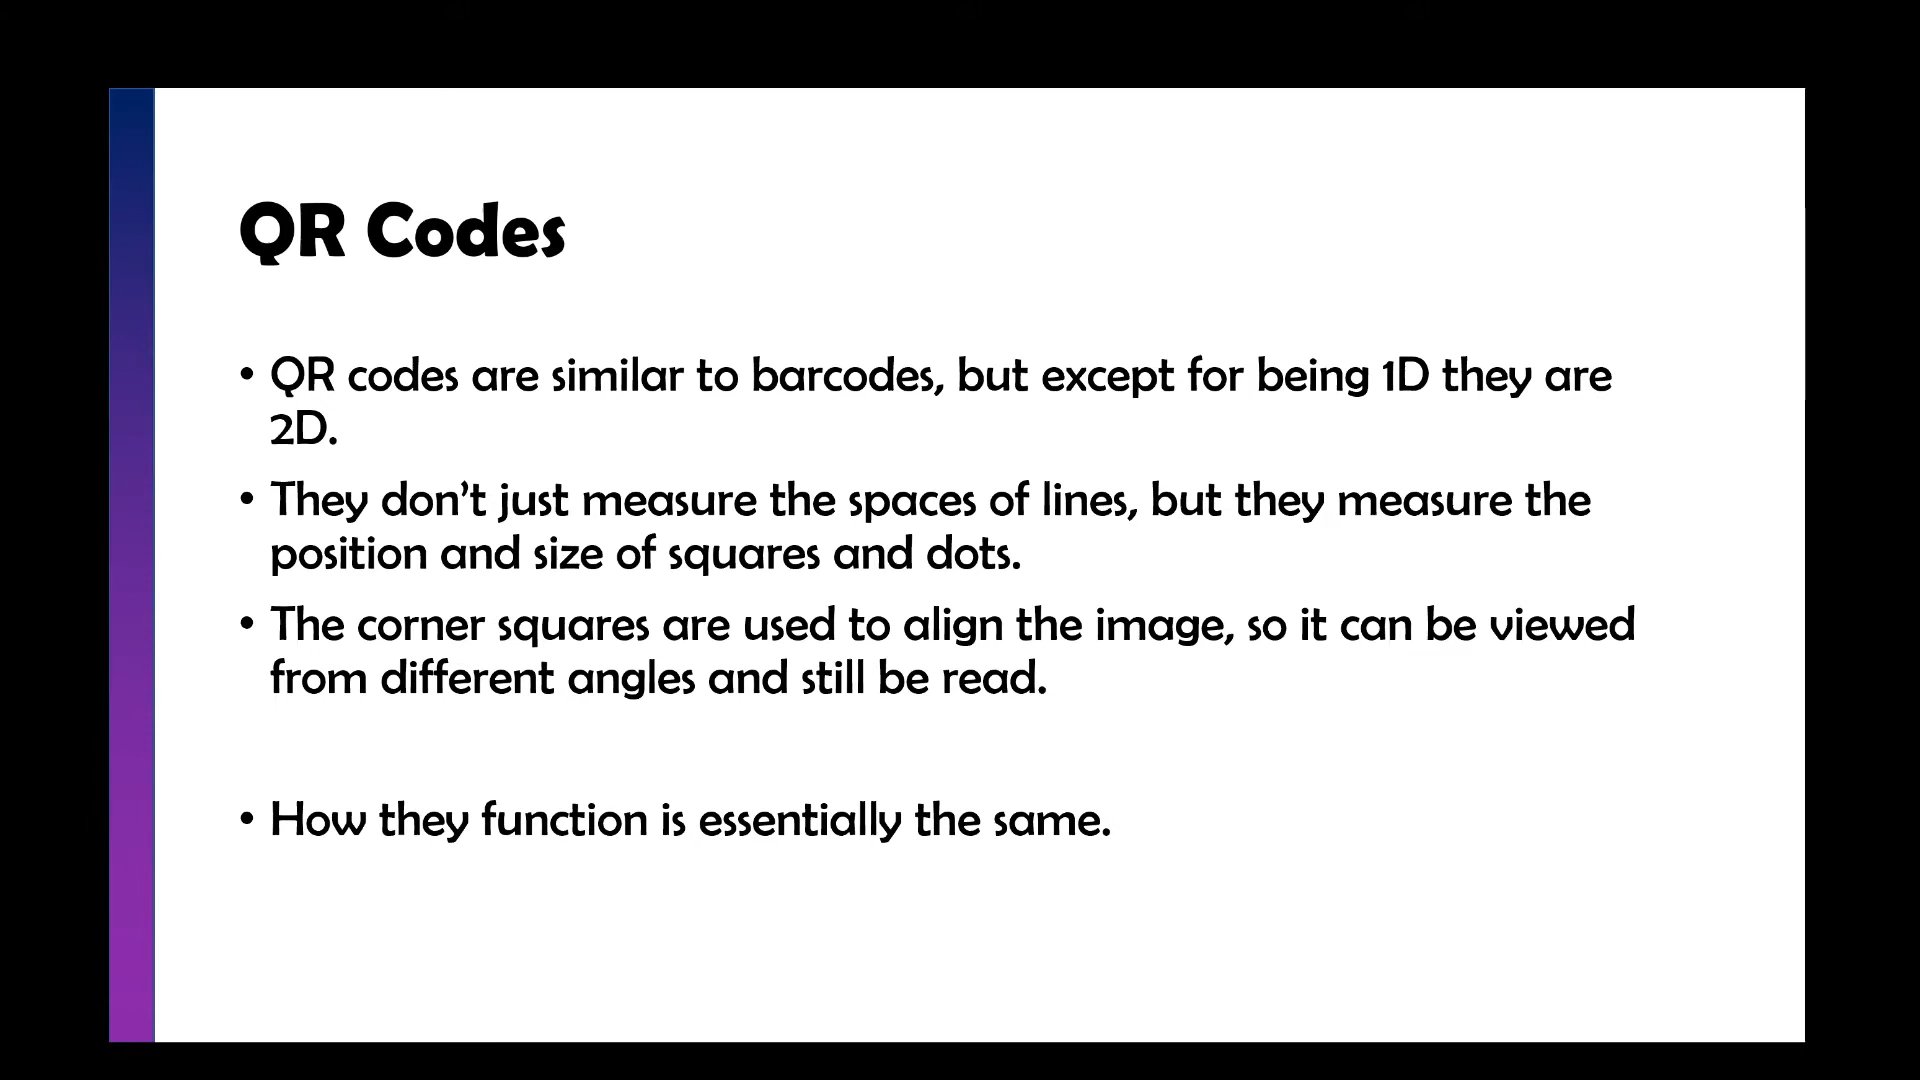 QR Codes
• QR codes are similar to barcodes, but except for being 1D they are
2D.
• They don’t just measure the spaces of lines, but they measure the
position and size of squares and dots.
• The corner squares are used to align the image, so it can be viewed
from different angles and still be read.
• How they function is essentially the same.